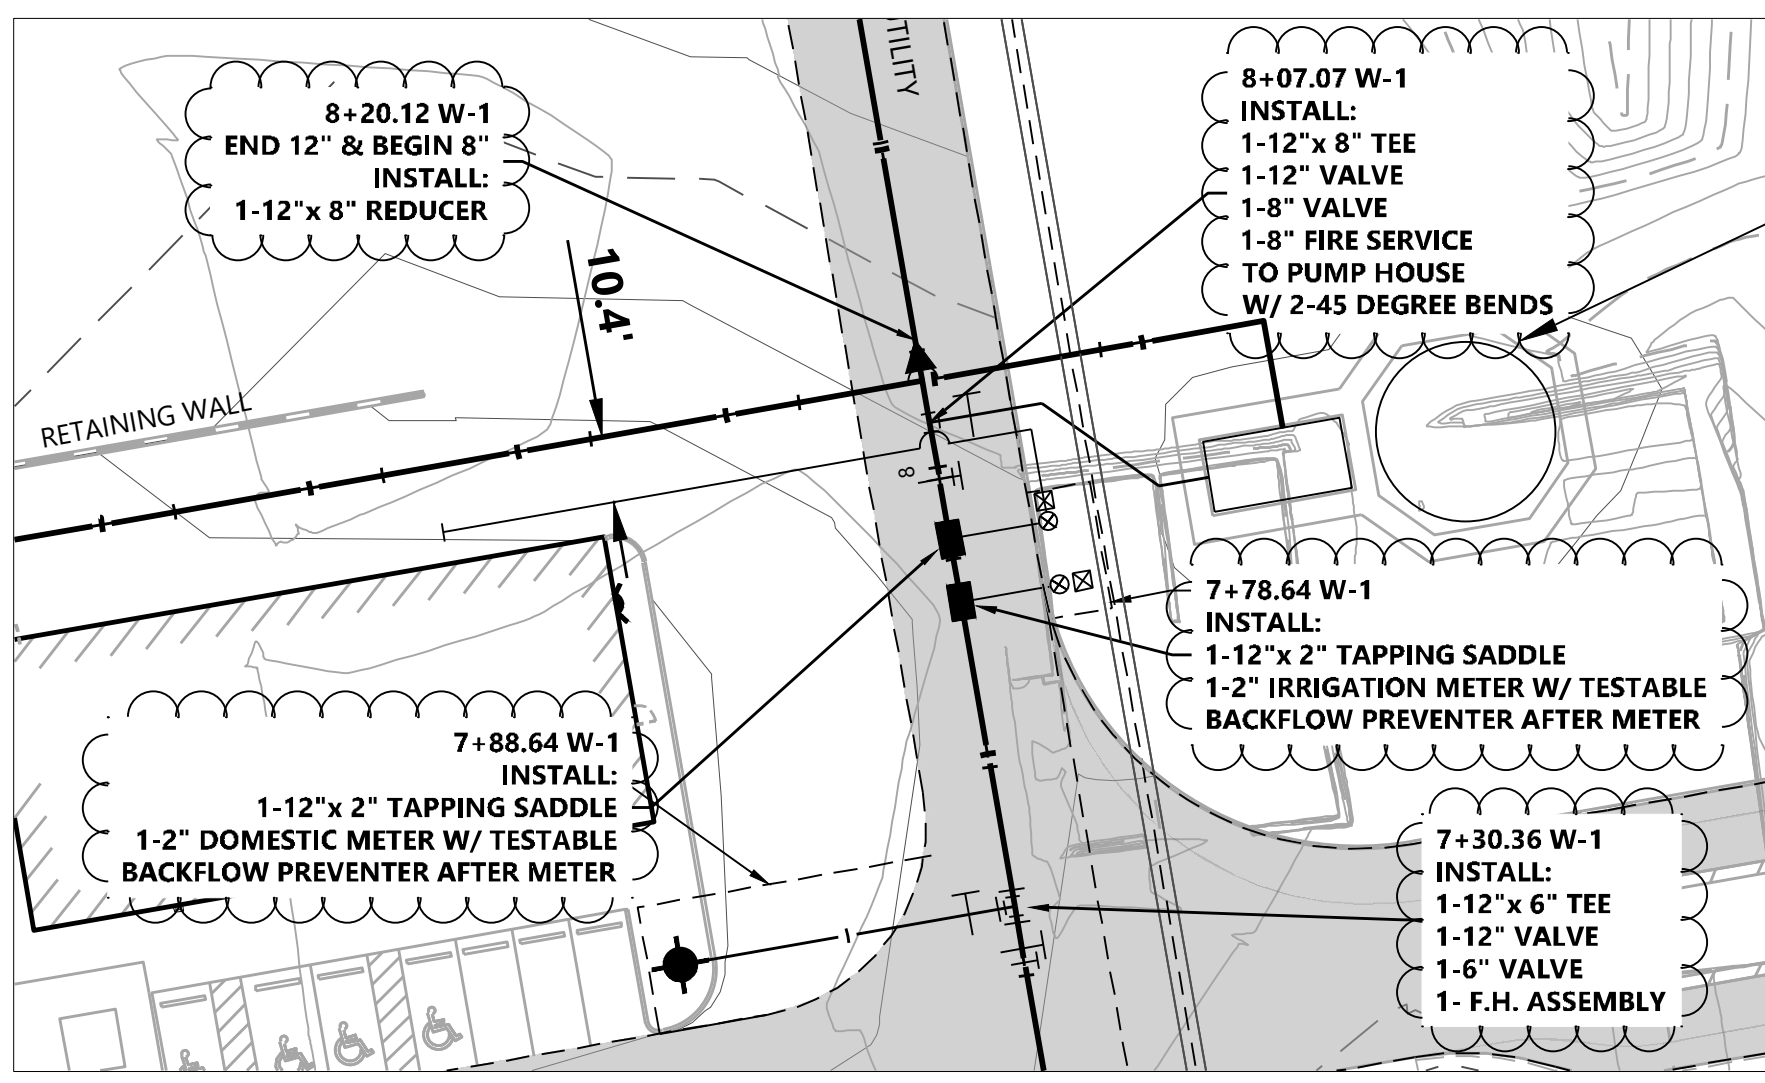 8+20.12 W-1
END 12" & BEGIN 8"
INSTALL:
1-12"x 8" REDUCER
TILITY
8+07.07 W-1
INSTALL:
1-12"x 8" TEE
1-12" VALVE
1-8" VALVE
1-8" FIRE SERVICE
TO PUMP HOUSE
W/ 2-45 DEGREE BENDS
10.4'
RETAINING WALL
8
7+78.64 W-1
INSTALL:
1-12"x 2" TAPPING SADDLE
1-2" IRRIGATION METER W/ TESTABLE
BACKFLOW PREVENTER AFTER METER
7+88.64 W-1
INSTALL:
1-12"x 2" TAPPING SADDLE
1-2" DOMESTIC METER W/ TESTABLE
BACKFLOW PREVENTER AFTER METER
7+30.36 W-1
INSTALL:
1-12"x 6" TEE
1-12" VALVE
1-6" VALVE
1- F.H. ASSEMBLY